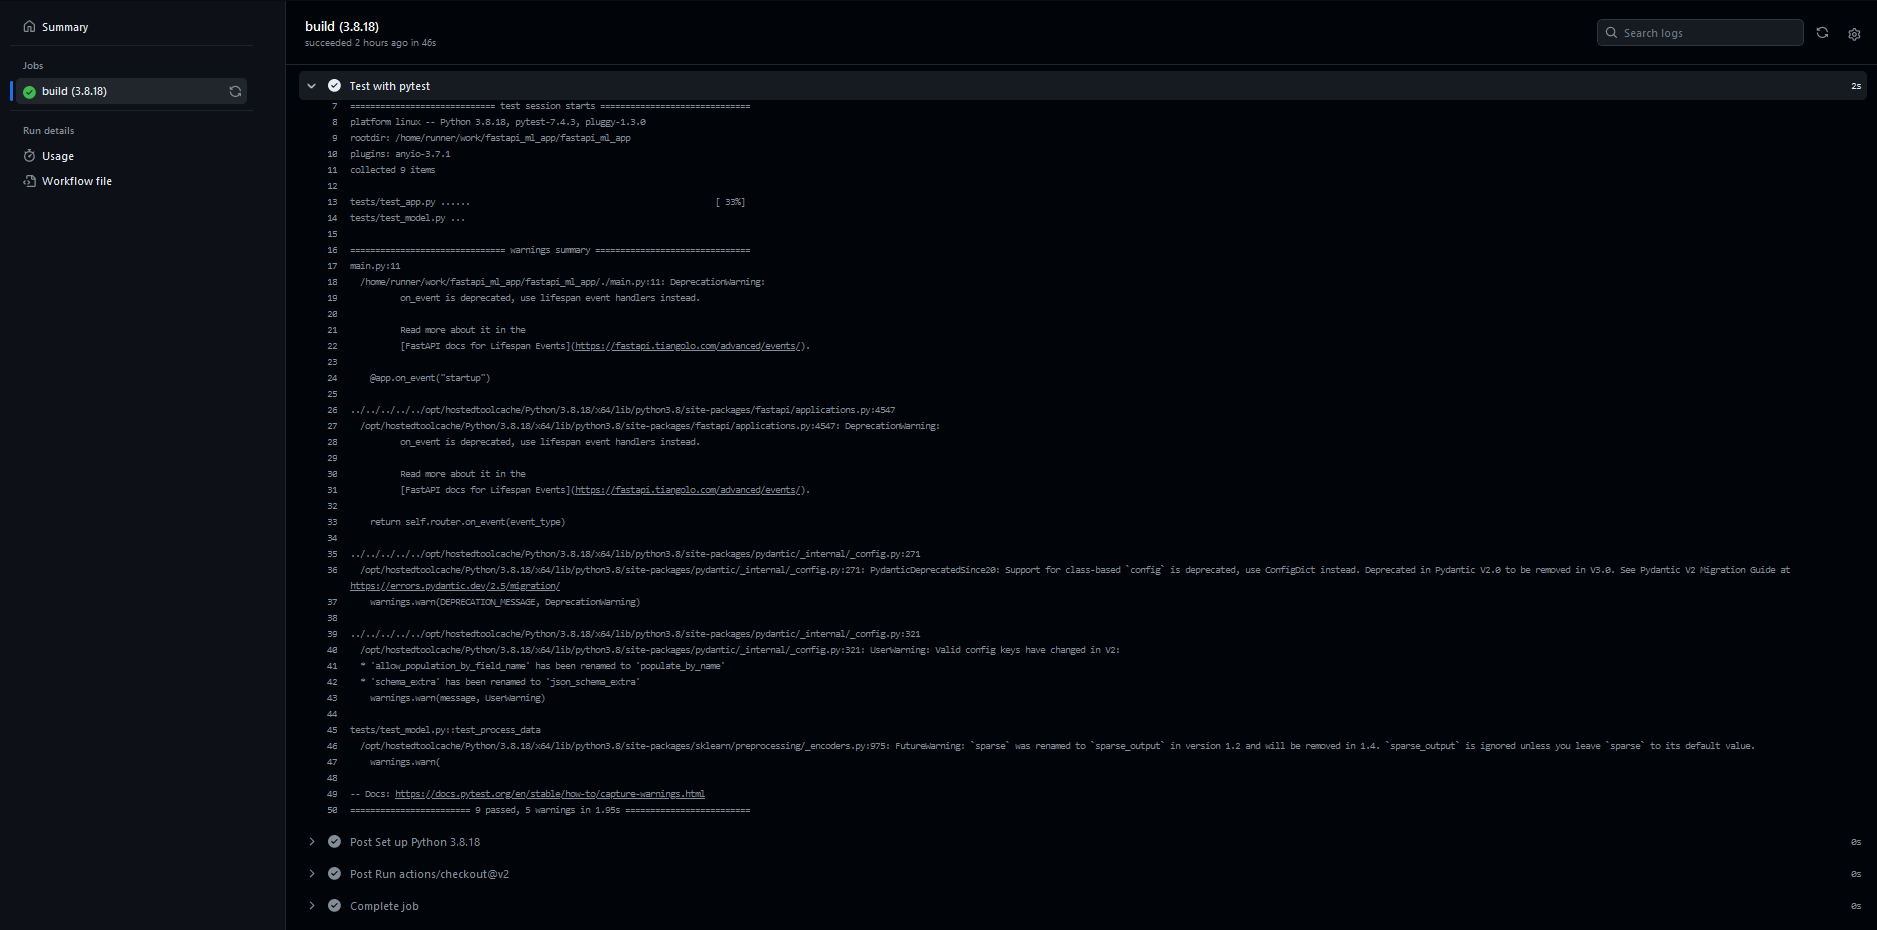 Summary
Jobs
build (3.8.18)
Run details
Usage
Workflow file
build (3.8.18)
succeeded 2 hours ago in 46s
Search logs
Test with pytest 2s
7 ============================= test session starts ==============================
8 platform linux -- Python 3.8.18, pytest-7.4.3, pluggy-1.3.0
9 rootdir: /home/runner/work/fastapi_ml_app/fastapi_ml_app
10 plugins: anyio-3.7.1
11 collected 9 items
12
13 tests/test_app.py ...... [ 33%]
14 tests/test_model.py ...
15
16 =============================== warnings summary ===============================
17 main.py:11
18 /home/runner/work/fastapi_ml_app/fastapi_ml_app/./main.py:11: DeprecationWarning:
19 on_event is deprecated, use lifespan event handlers instead.
20
21 Read more about it in the
22 [FastAPI docs for Lifespan Events](https://fastapi.tiangolo.com/advanced/events/).
23
24 @app.on_event("startup")
25
26 ../../../../../opt/hostedtoolcache/Python/3.8.18/x64/lib/python3.8/site-packages/fastapi/applications.py:4547
27 /opt/hostedtoolcache/Python/3.8.18/x64/lib/python3.8/site-packages/fastapi/applications.py:4547: DeprecationWarning:
28 on_event is deprecated, use lifespan event handlers instead.
29
30 Read more about it in the
31 [FastAPI docs for Lifespan Events](https://fastapi.tiangolo.com/advanced/events/).
32
33 return self.router.on_event(event_type)
34
35 ../../../../../opt/hostedtoolcache/Python/3.8.18/x64/lib/python3.8/site-packages/pydantic/_internal/_config.py:271
36 /opt/hostedtoolcache/Python/3.8.18/x64/lib/python3.8/site-packages/pydantic/_internal/_config.py:271: PydanticDeprecatedSince20: Support for class-based `config` is deprecated, use ConfigDict instead. Deprecated in Pydantic V2.0 to be removed in V3.0. See Pydantic V2 Migration Guide at
https://errors.pydantic.dev/2.5/migration/
37 warnings.warn(DEPRECATION_MESSAGE, DeprecationWarning)
38
39 ../../../../../opt/hostedtoolcache/Python/3.8.18/x64/lib/python3.8/site-packages/pydantic/_internal/_config.py:321
40 /opt/hostedtoolcache/Python/3.8.18/x64/lib/python3.8/site-packages/pydantic/_internal/_config.py:321: UserWarning: Valid config keys have changed in V2:
41 * 'allow_population_by_field_name' has been renamed to 'populate_by_name'
42 * 'schema_extra' has been renamed to 'json_schema_extra'
43 warnings.warn(message, UserWarning)
44
45 tests/test_model.py::test_process_data
46 /opt/hostedtoolcache/Python/3.8.18/x64/lib/python3.8/site-packages/sklearn/preprocessing/_encoders.py:975: FutureWarning: `sparse` was renamed to `sparse_output` in version 1.2 and will be removed in 1.4. `sparse_output` is ignored unless you leave `sparse` to its default value.
47 warnings.warn(
48
49 -- Docs: https://docs.pytest.org/en/stable/how-to/capture-warnings.html
50 ======================== 9 passed, 5 warnings in 1.95s =========================
Post Set up Python 3.8.18 0s
Post Run actions/checkout@v2 0s
Complete job 0s